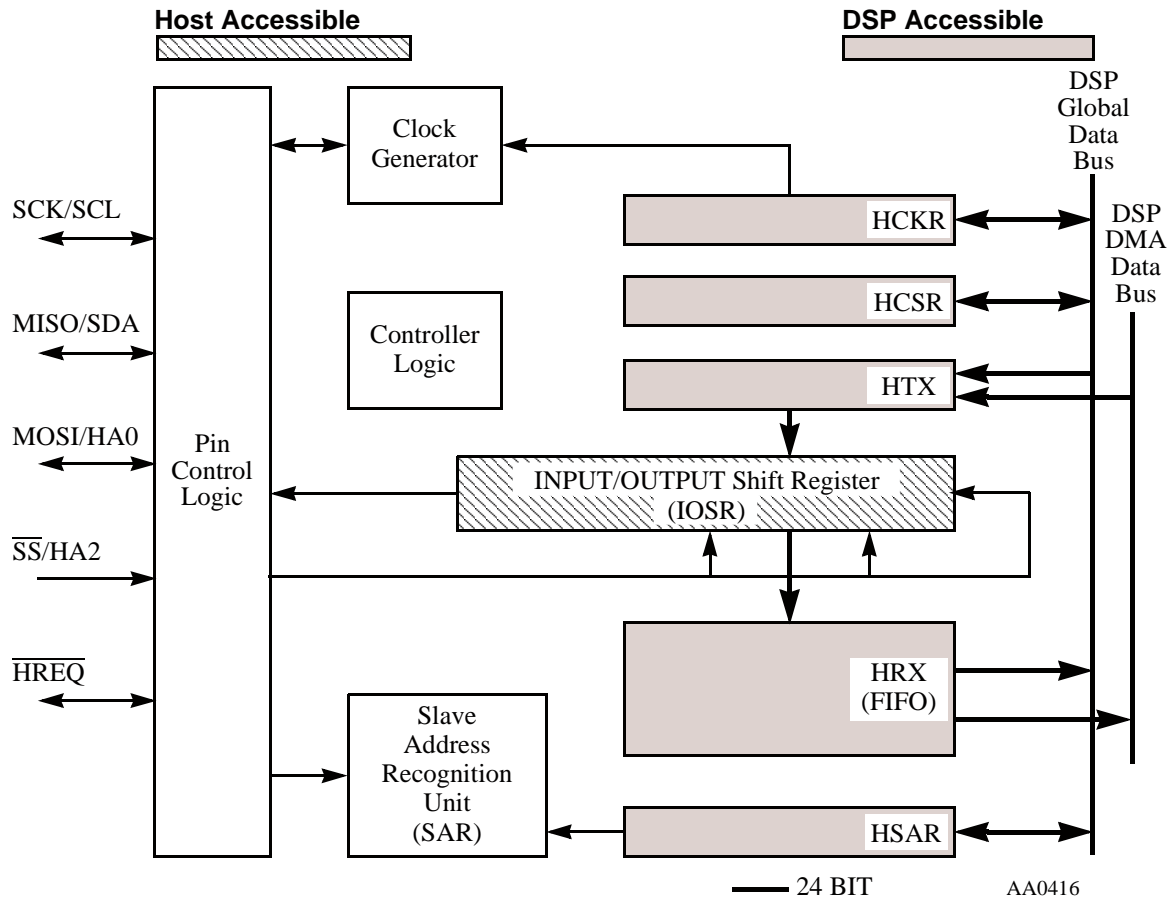 Host Accessible
DSP Accessible
DSP
Global
Data
Bus
DSP
DMA
Data
Bus
Clock
Generator
HCKR
SCK/SCL
HCSR
MISO/SDA
Controller
Logic
HTX
MOSI/HA0
Pin
Control
Logic
INPUT/OUTPUT Shift Register
(IOSR)
SS/HA2
HREQ
HRX
(FIFO)
Slave
Address
Recognition
Unit
(SAR)
HSAR
24 BIT
AA0416